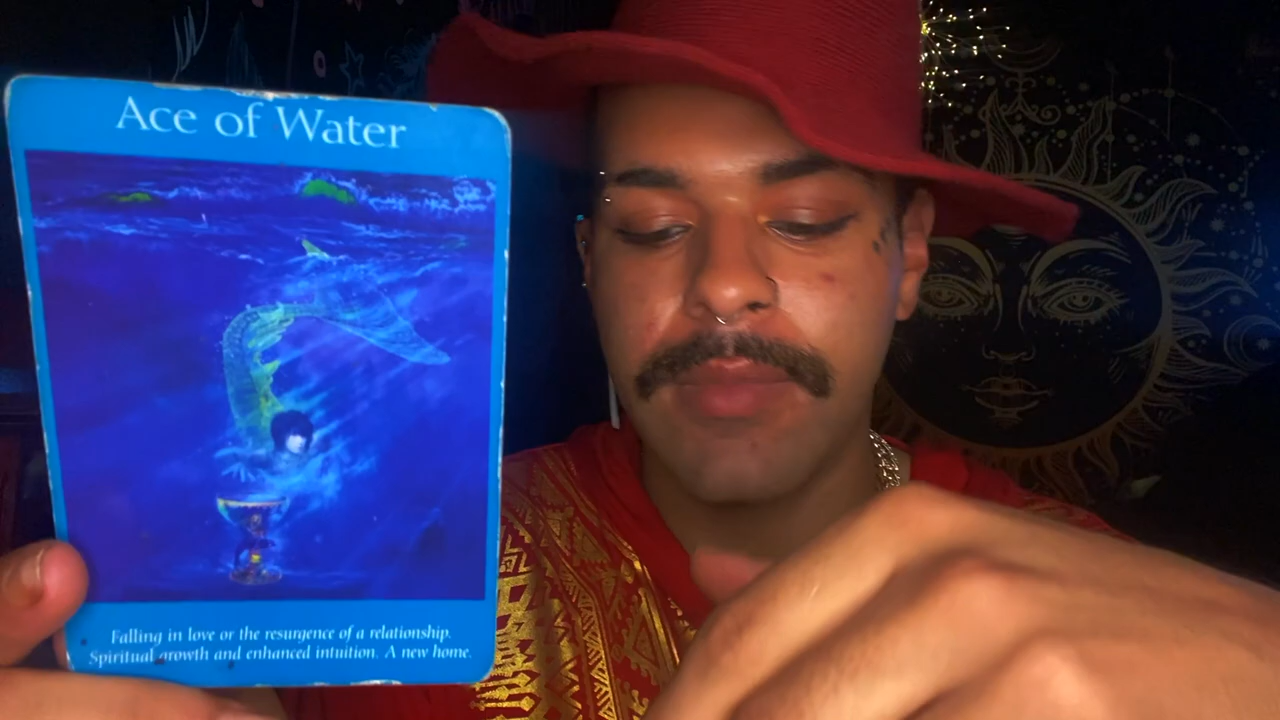 Ace of Water
Falling in love or the resurgence of a relationship.
Spiritual growth and enhanced intuition. A new home.